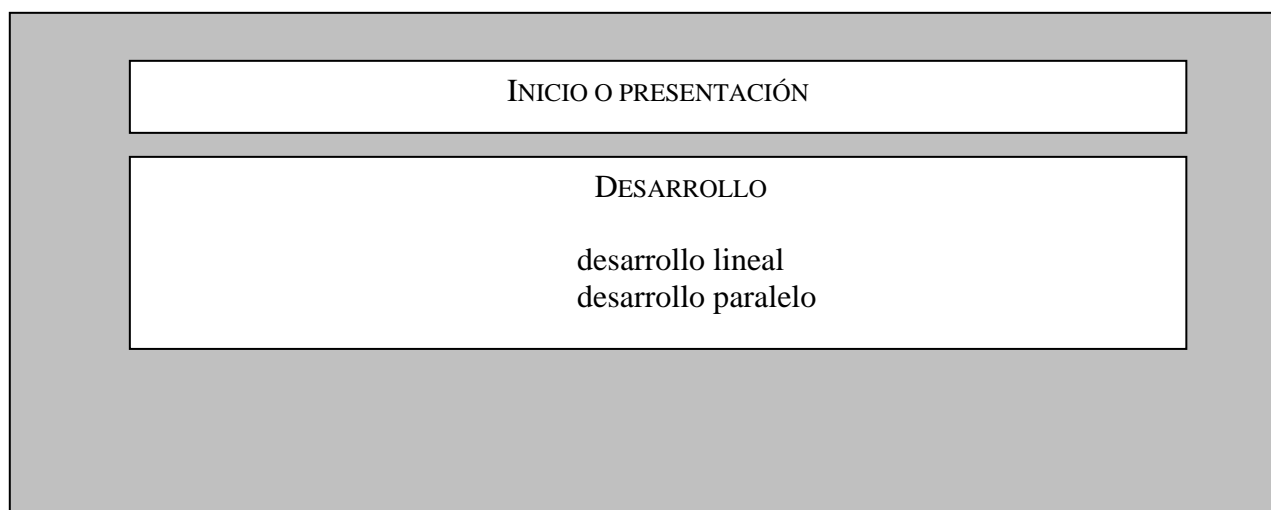 INICIO O PRESENTACIÓN
DESARROLLO
desarrollo lineal
desarrollo paralelo